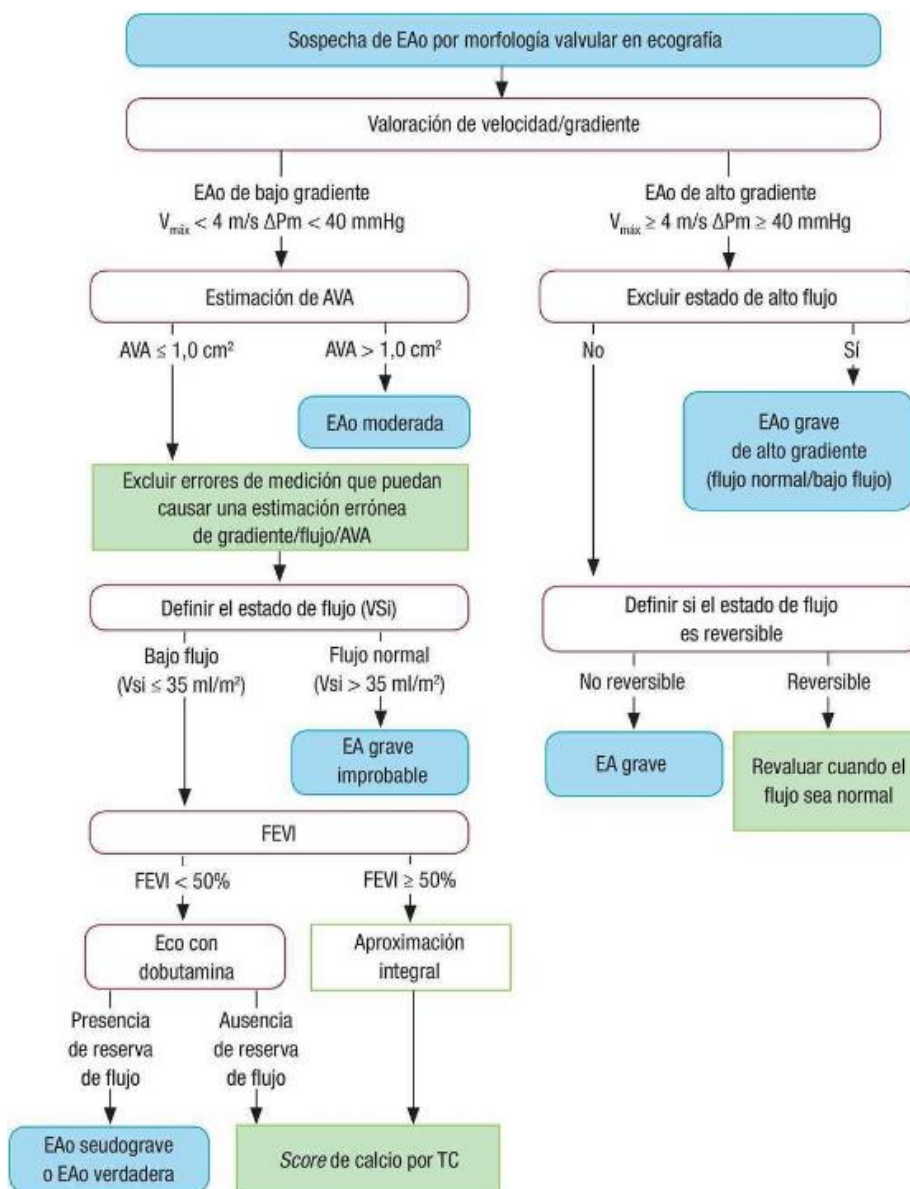 Sospecha de EAo por morfología valvular en ecografía
Valoración de velocidad/gradiente
EAo de bajo gradiente
Vmáx < 4 m/s ΔPm < 40 mmHg
EAo de alto gradiente
Vmáx ≥ 4 m/s ΔPm ≥ 40 mmHg
Estimación de AVA
Excluir estado de alto flujo
AVA ≤ 1,0 cm²
AVA > 1,0 cm²
No
Sí
EAo moderada
EAo grave
de alto gradiente
(flujo normal/bajo flujo)
Excluir errores de medición que puedan
causar una estimación errónea
de gradiente/flujo/AVA
Definir el estado de flujo (VSi)
Definir si el estado de flujo
es reversible
Bajo flujo
(Vsi ≤ 35 ml/m²)
Flujo normal
(Vsi > 35 ml/m²)
No reversible
Reversible
EA grave
improbable
EA grave
Revaluar cuando el
flujo sea normal
FEVI
FEVI < 50%
FEVI ≥ 50%
Eco con
dobutamina
Aproximación
integral
Presencia
de reserva
de flujo
Ausencia
de reserva
de flujo
EAo seudograve
o EAo verdadera
Score de calcio por TC